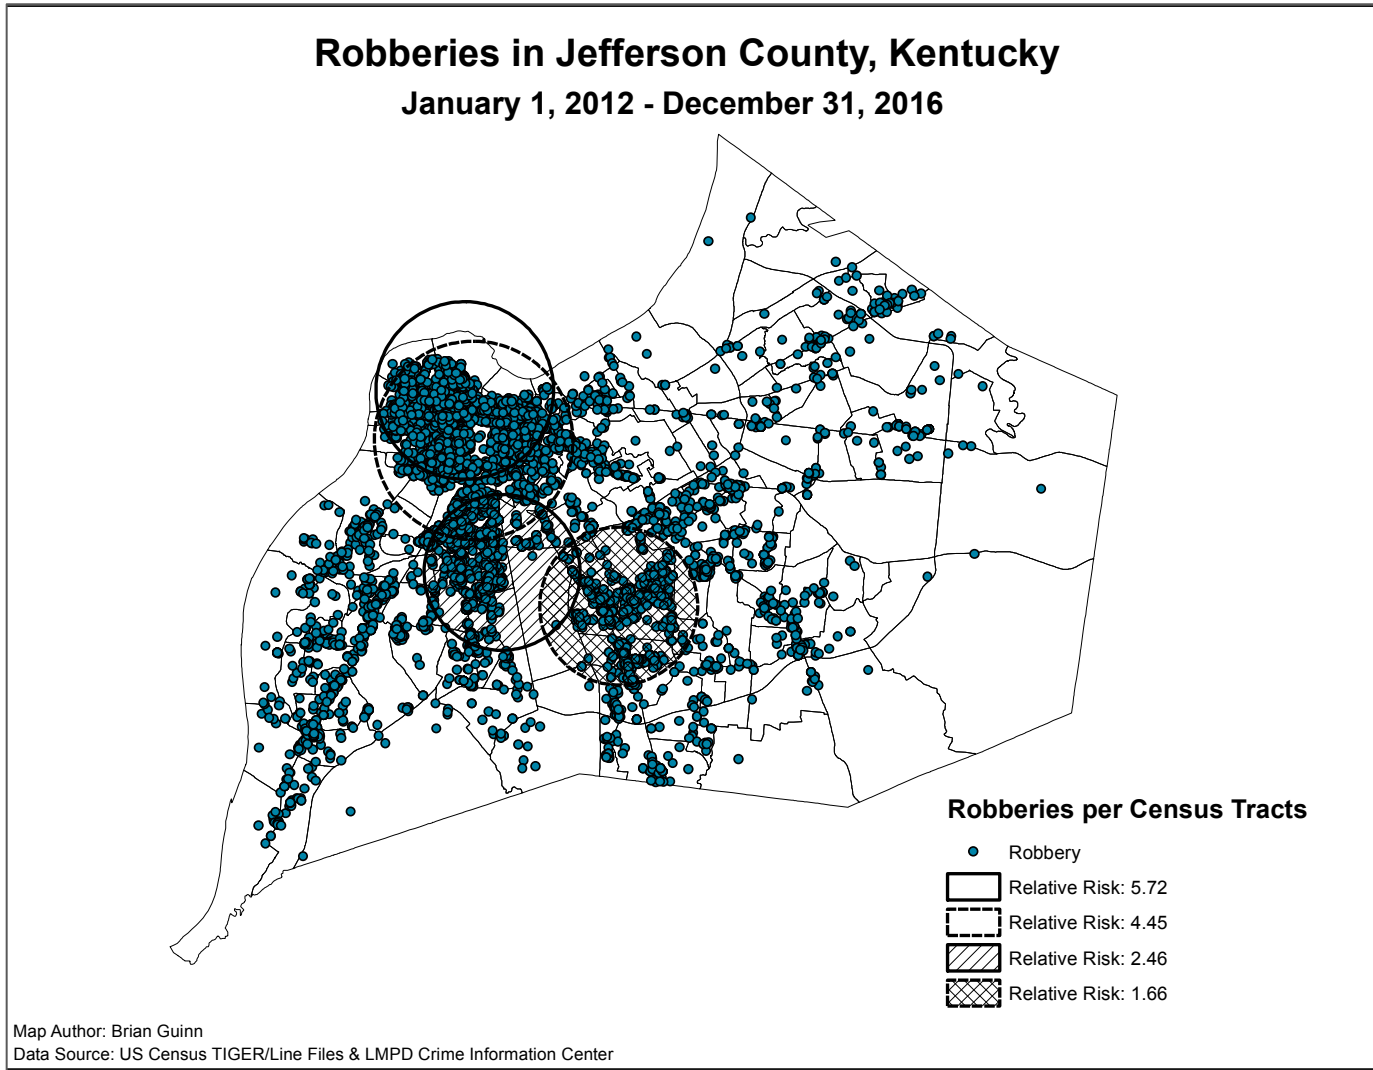 Robberies in Jefferson County, Kentucky
January 1, 2012 - December 31, 2016
Robberies per Census Tracts
Robbery
Relative Risk: 5.72
Relative Risk: 4.45
Relative Risk: 2.46
Relative Risk: 1.66
Map Author: Brian Guinn
Data Source: US Census TIGER/Line Files & LMPD Crime Information Center